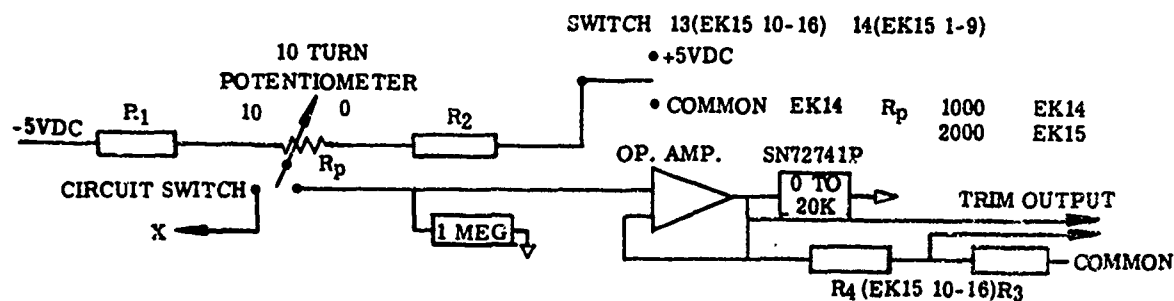 SWITCH 13(EK15 10-16) 14(EK15 1-9)
10 TURN
POTENTIOMETER
+5VDC
10 0
R1
R2
COMMON EK14 Rp 1000 EK14
2000 EK15
-5VDC
Rp
OP. AMP.
SN72741P
CIRCUIT SWITCH
0 TO
20K
TRIM OUTPUT
X
1 MEG
COMMON
R4 (EK15 10-16)R3